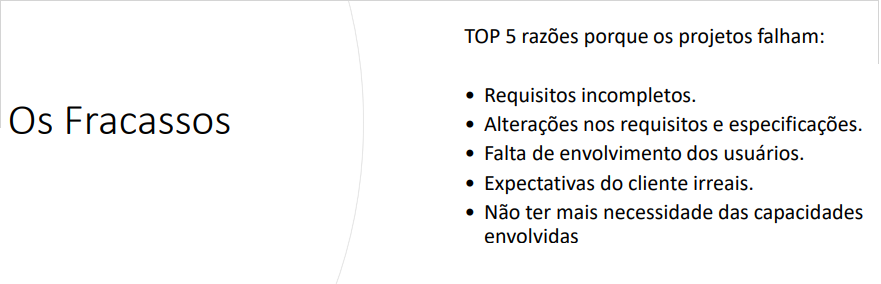 Os Fracassos
TOP 5 razões porque os projetos falham:
• Requisitos incompletos.
• Alterações nos requisitos e especificações.
• Falta de envolvimento dos usuários.
• Expectativas do cliente irreais.
• Não ter mais necessidade das capacidades
envolvidas